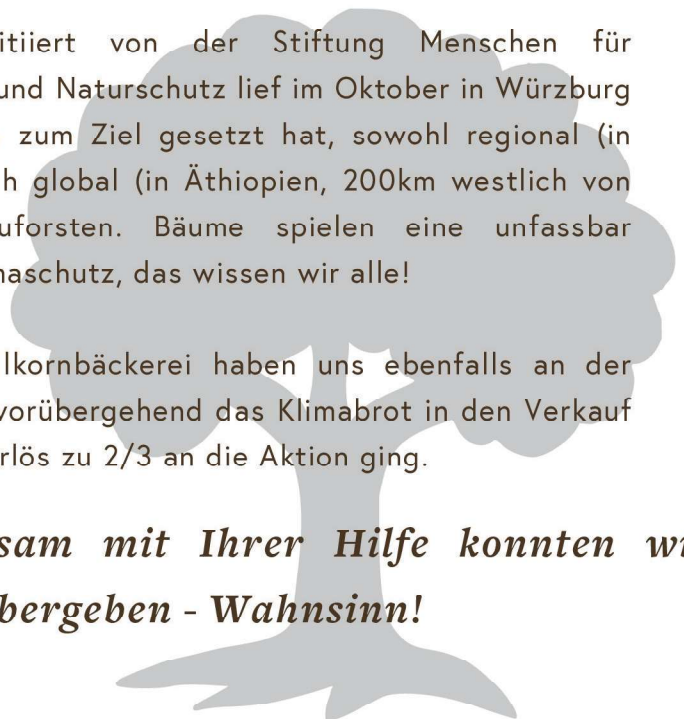 itiiert von der Stiftung Menschen für
und Naturschutz lief im Oktober in Würzburg
zum Ziel gesetzt hat, sowohl regional (in
h global (in Äthiopien, 200km westlich von
uforsten. Bäume spielen eine unfassbar
naschutz, das wissen wir alle!
lkornbäckerei haben uns ebenfalls an der
vorübergehend das Klimabrot in den Verkauf
rlös zu 2/3 an die Aktion ging.
sam mit Ihrer Hilfe konnten wi
bergeben - Wahnsinn!